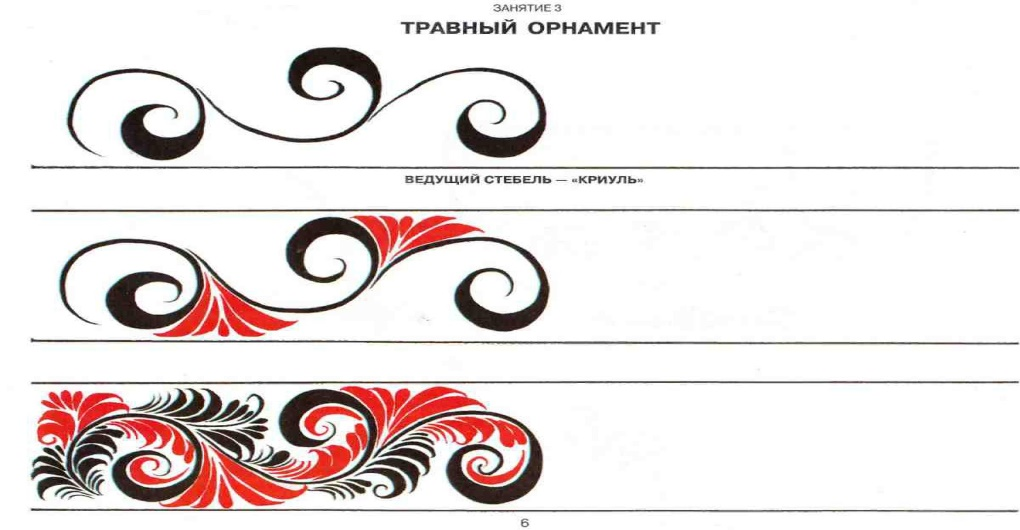 ЗАНЯТИЕ 3
ТРАВНЫЙ ОРНАМЕНТ
ВЕДУЩИЙ СТЕБЕЛЬ — «КРИУЛЬ»
6